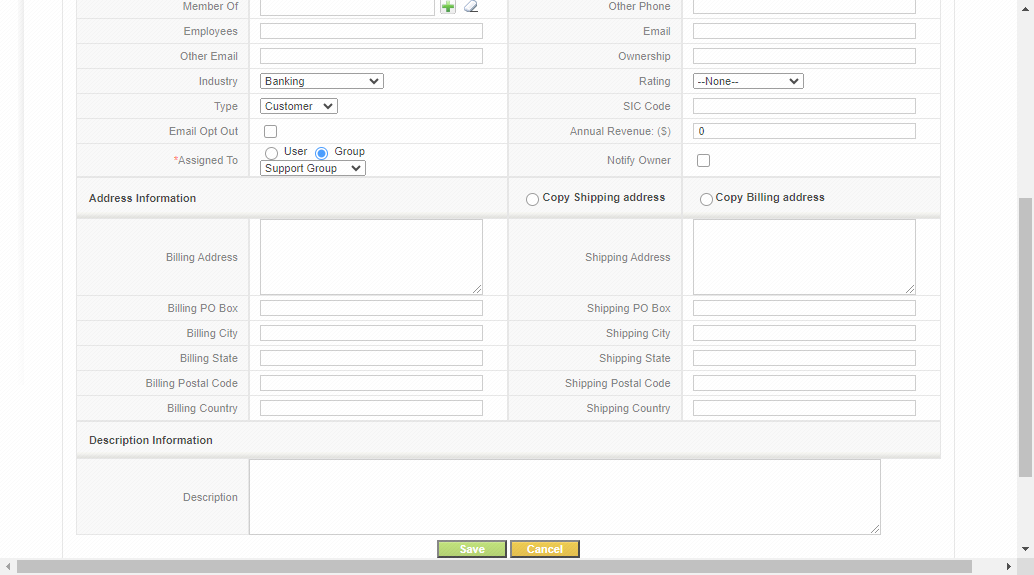 Member Of Other Phone
Employees Email
Other Email Ownership
Industry Banking Rating --None--
Type Customer SIC Code
Email Opt Out Annual Revenue: ($) 0
*Assigned To User Group Support Group Notify Owner
Address Information Copy Shipping address Copy Billing address
Billing Address Shipping Address
Billing PO Box Shipping PO Box
Billing City Shipping City
Billing State Shipping State
Billing Postal Code Shipping Postal Code
Billing Country Shipping Country
Description Information
Description
Save Cancel